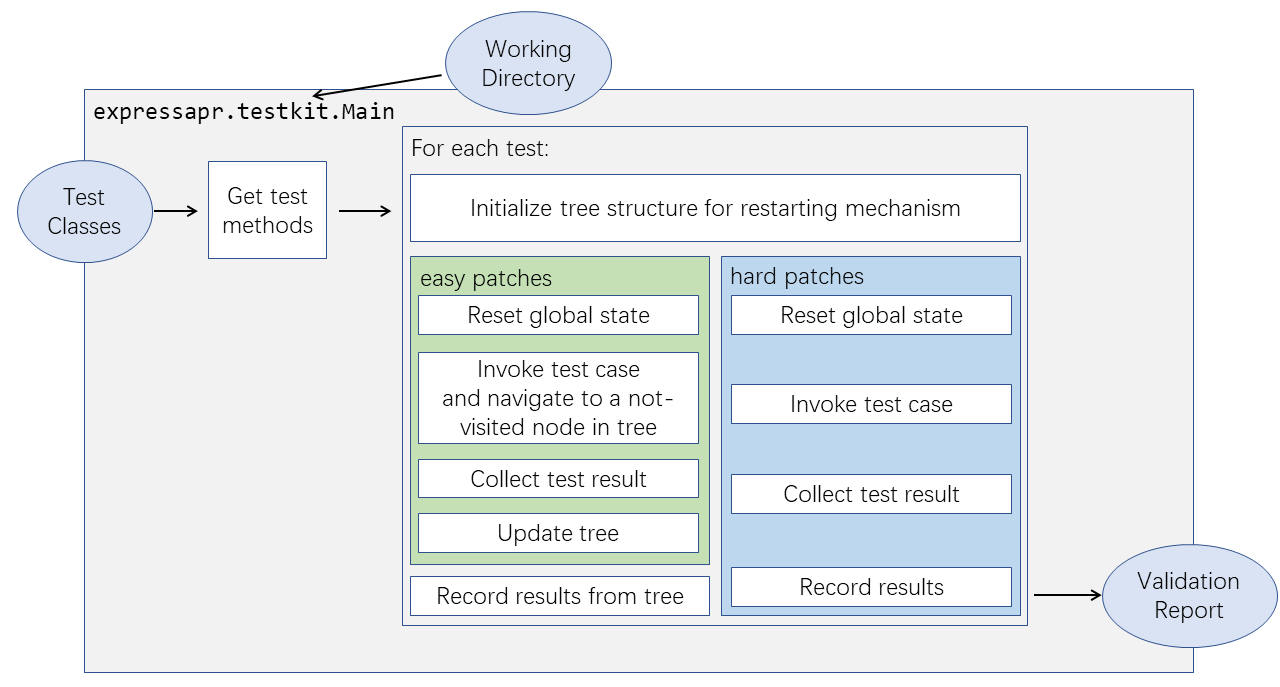 Working
Directory
expressapr.testkit.Main
For each test:
Test
Classes
Get test
methods
Initialize tree structure for restarting mechanism
easy patches
Reset global state
Invoke test case
and navigate to a not-
visited node in tree
Collect test result
Update tree
Record results from tree
hard patches
Reset global state
Invoke test case
Collect test result
Record results
Validation
Report